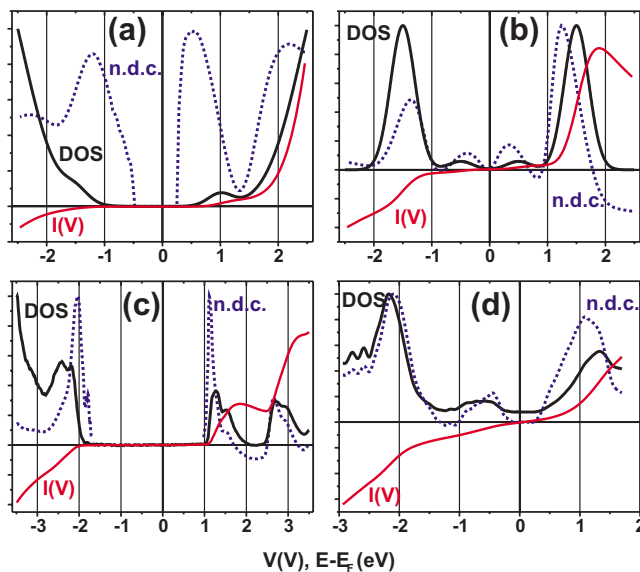 (a)
n.d.c.
DOS
I(V)
-2 -1 0 1 2
(b)
DOS
n.d.c.
I(V)
-2 -1 0 1 2
(c)
DOS
n.d.c.
I(V)
-3 -2 -1 0 1 2 3
(d)
DOS
n.d.c.
I(V)
-3 -2 -1 0 1
V(V), E-E_F (eV)